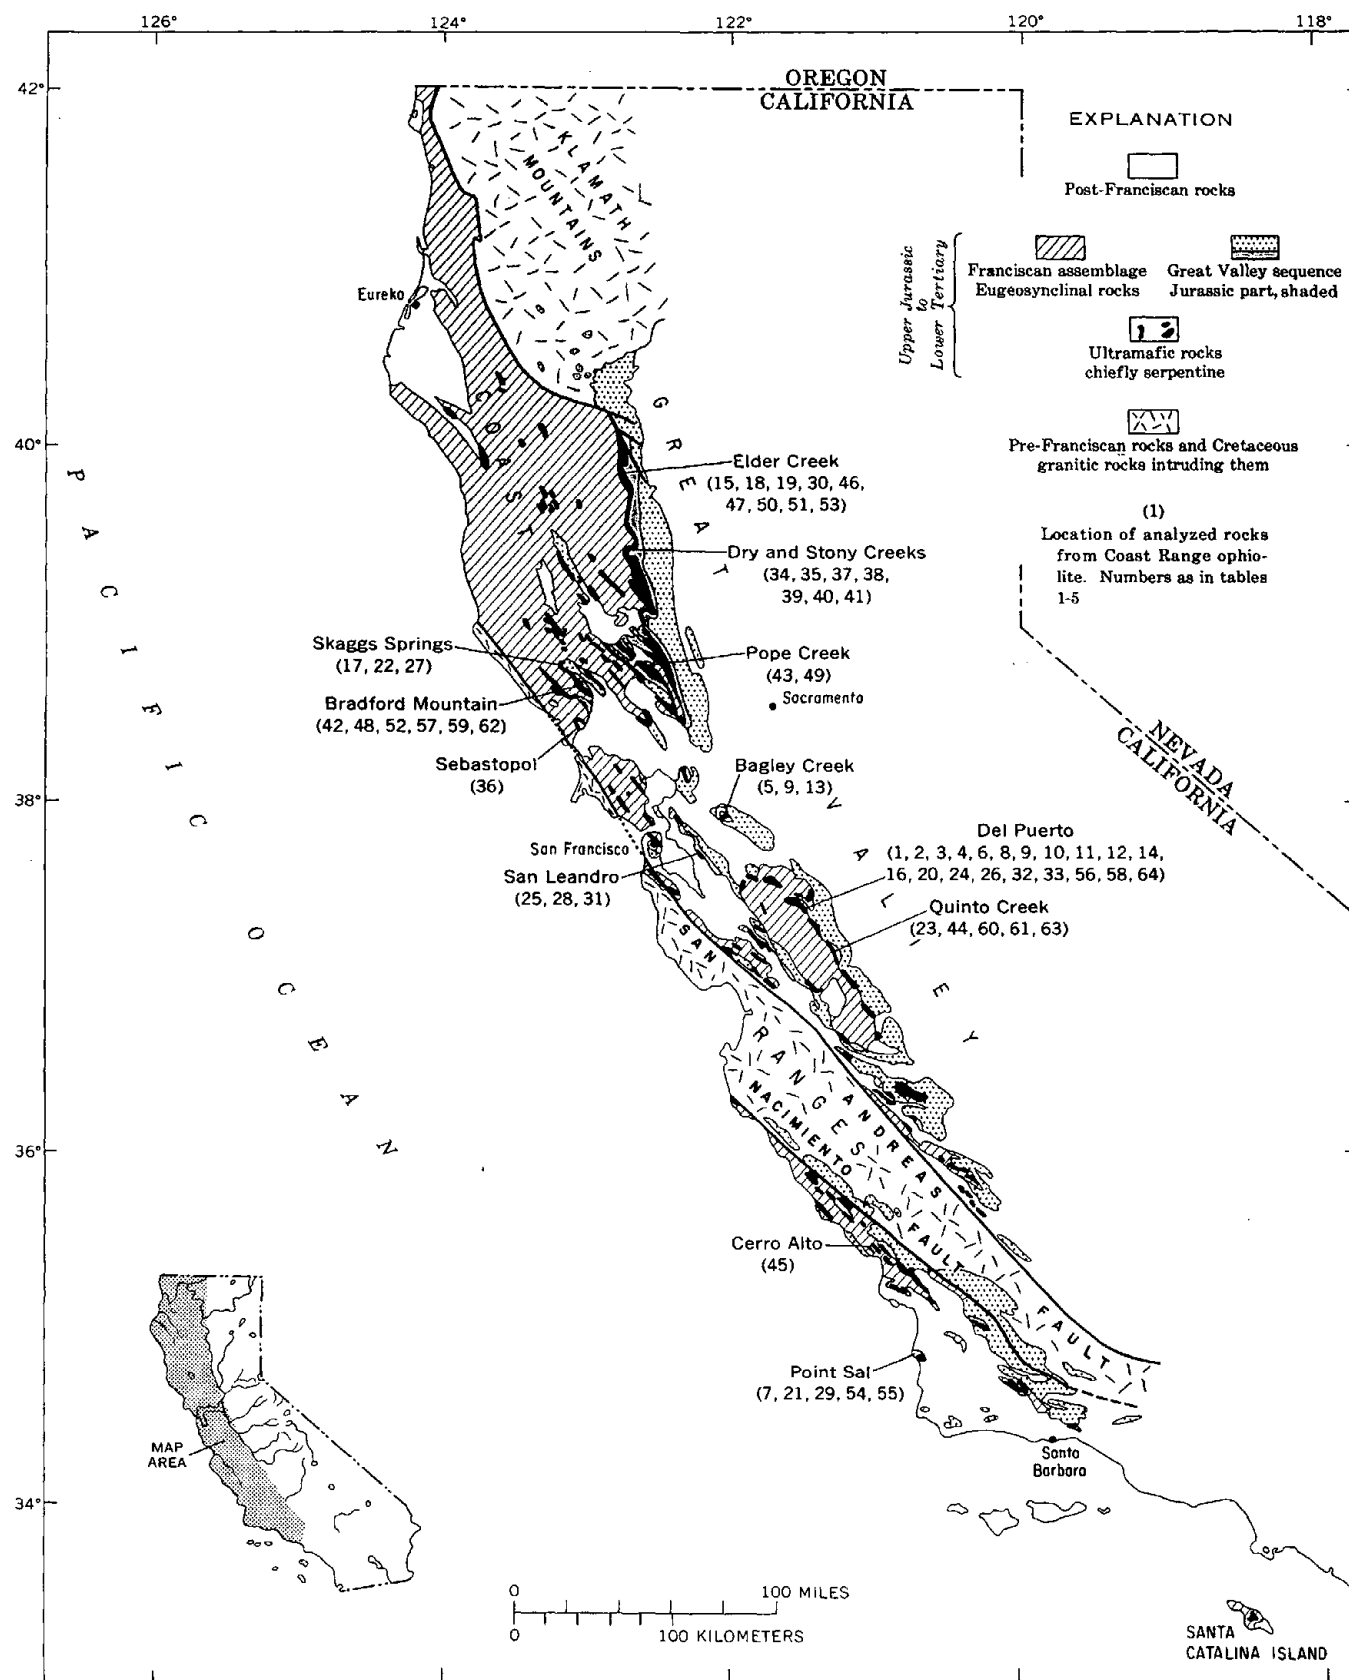 126°
124°
122°
120°
118°
42°
40°
38°
36°
34°
OREGON
CALIFORNIA
EXPLANATION
Post-Franciscan rocks
Upper Jurassic
to
Lower Tertiary
Franciscan assemblage
Eugeosynclinal rocks
Great Valley sequence
Jurassic part, shaded
Ultramafic rocks
chiefly serpentine
Pre-Franciscan rocks and Cretaceous
granitic rocks intruding them
(1)
Location of analyzed rocks
from Coast Range ophio-
lite. Numbers as in tables
1-5
KLAMATH
MOUNTAINS
Eureka
COAST
GREAT
VALLEY
PACIFIC OCEAN
Elder Creek
(15, 18, 19, 30, 46,
47, 50, 51, 53)
Dry and Stony Creeks
(34, 35, 37, 38,
39, 40, 41)
Skaggs Springs
(17, 22, 27)
Pope Creek
(43, 49)
Bradford Mountain
(42, 48, 52, 57, 59, 62)
Sacramento
Sebastopol
(36)
Bagley Creek
(5, 9, 13)
NEVADA
CALIFORNIA
Del Puerto
(1, 2, 3, 4, 6, 8, 9, 10, 11, 12, 14,
16, 20, 24, 26, 32, 33, 56, 58, 64)
San Francisco
San Leandro
(25, 28, 31)
Quinto Creek
(23, 44, 60, 61, 63)
SAN
ANDREAS
FAULT
RANGES
NACIMIENTO
FAULT
Cerro Alto
(45)
Point Sal
(7, 21, 29, 54, 55)
Santa
Barbara
MAP
AREA
0
100 MILES
0
100 KILOMETERS
SANTA
CATALINA ISLAND